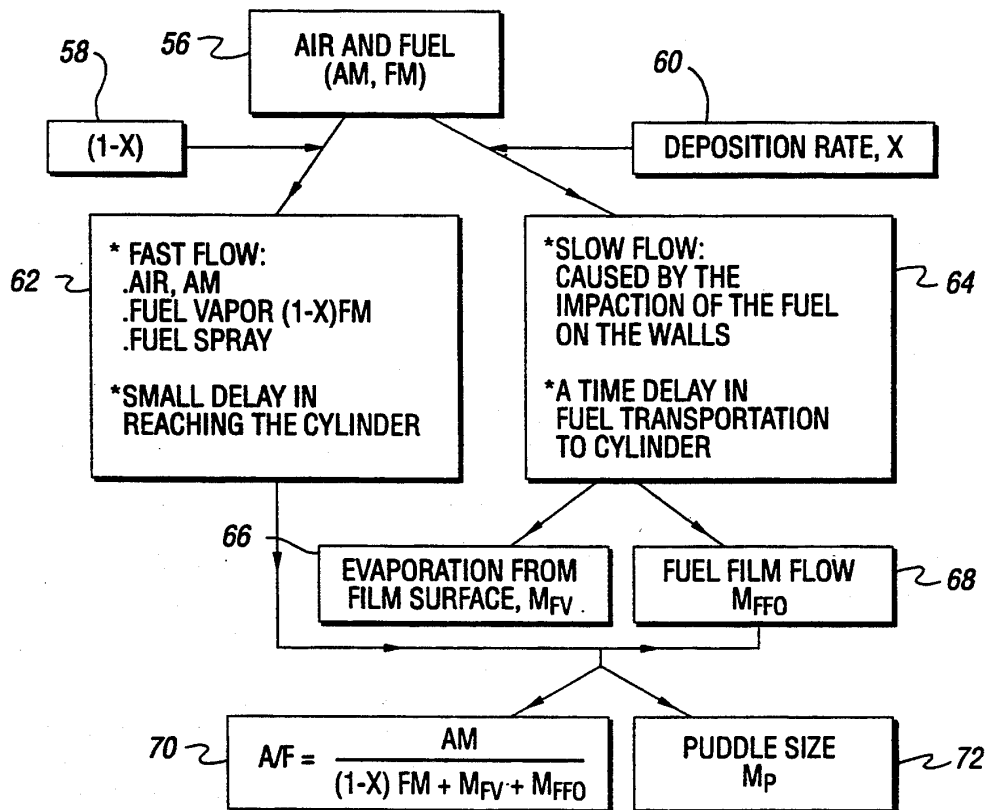 56
AIR AND FUEL
(AM, FM)
58
(1-X)
60
DEPOSITION RATE, X
62
* FAST FLOW:
.AIR, AM
.FUEL VAPOR (1-X)FM
.FUEL SPRAY
*SMALL DELAY IN
REACHING THE CYLINDER
64
*SLOW FLOW:
CAUSED BY THE
IMPACTION OF THE FUEL
ON THE WALLS
*A TIME DELAY IN
FUEL TRANSPORTATION
TO CYLINDER
66
EVAPORATION FROM
FILM SURFACE, MFV
FUEL FILM FLOW
MFFO
68
70
A/F = AM
(1-X) FM + MFV + MFFO
PUDDLE SIZE
MP
72